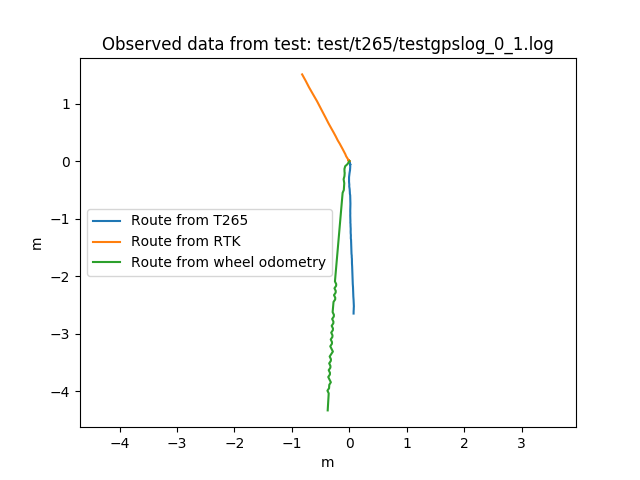 Observed data from test: test/t265/testgpslog_0_1.log
1
0
−1
−2
−3
−4
m
Route from T265
Route from RTK
Route from wheel odometry
−4
−3
−2
−1
0
1
2
3
m